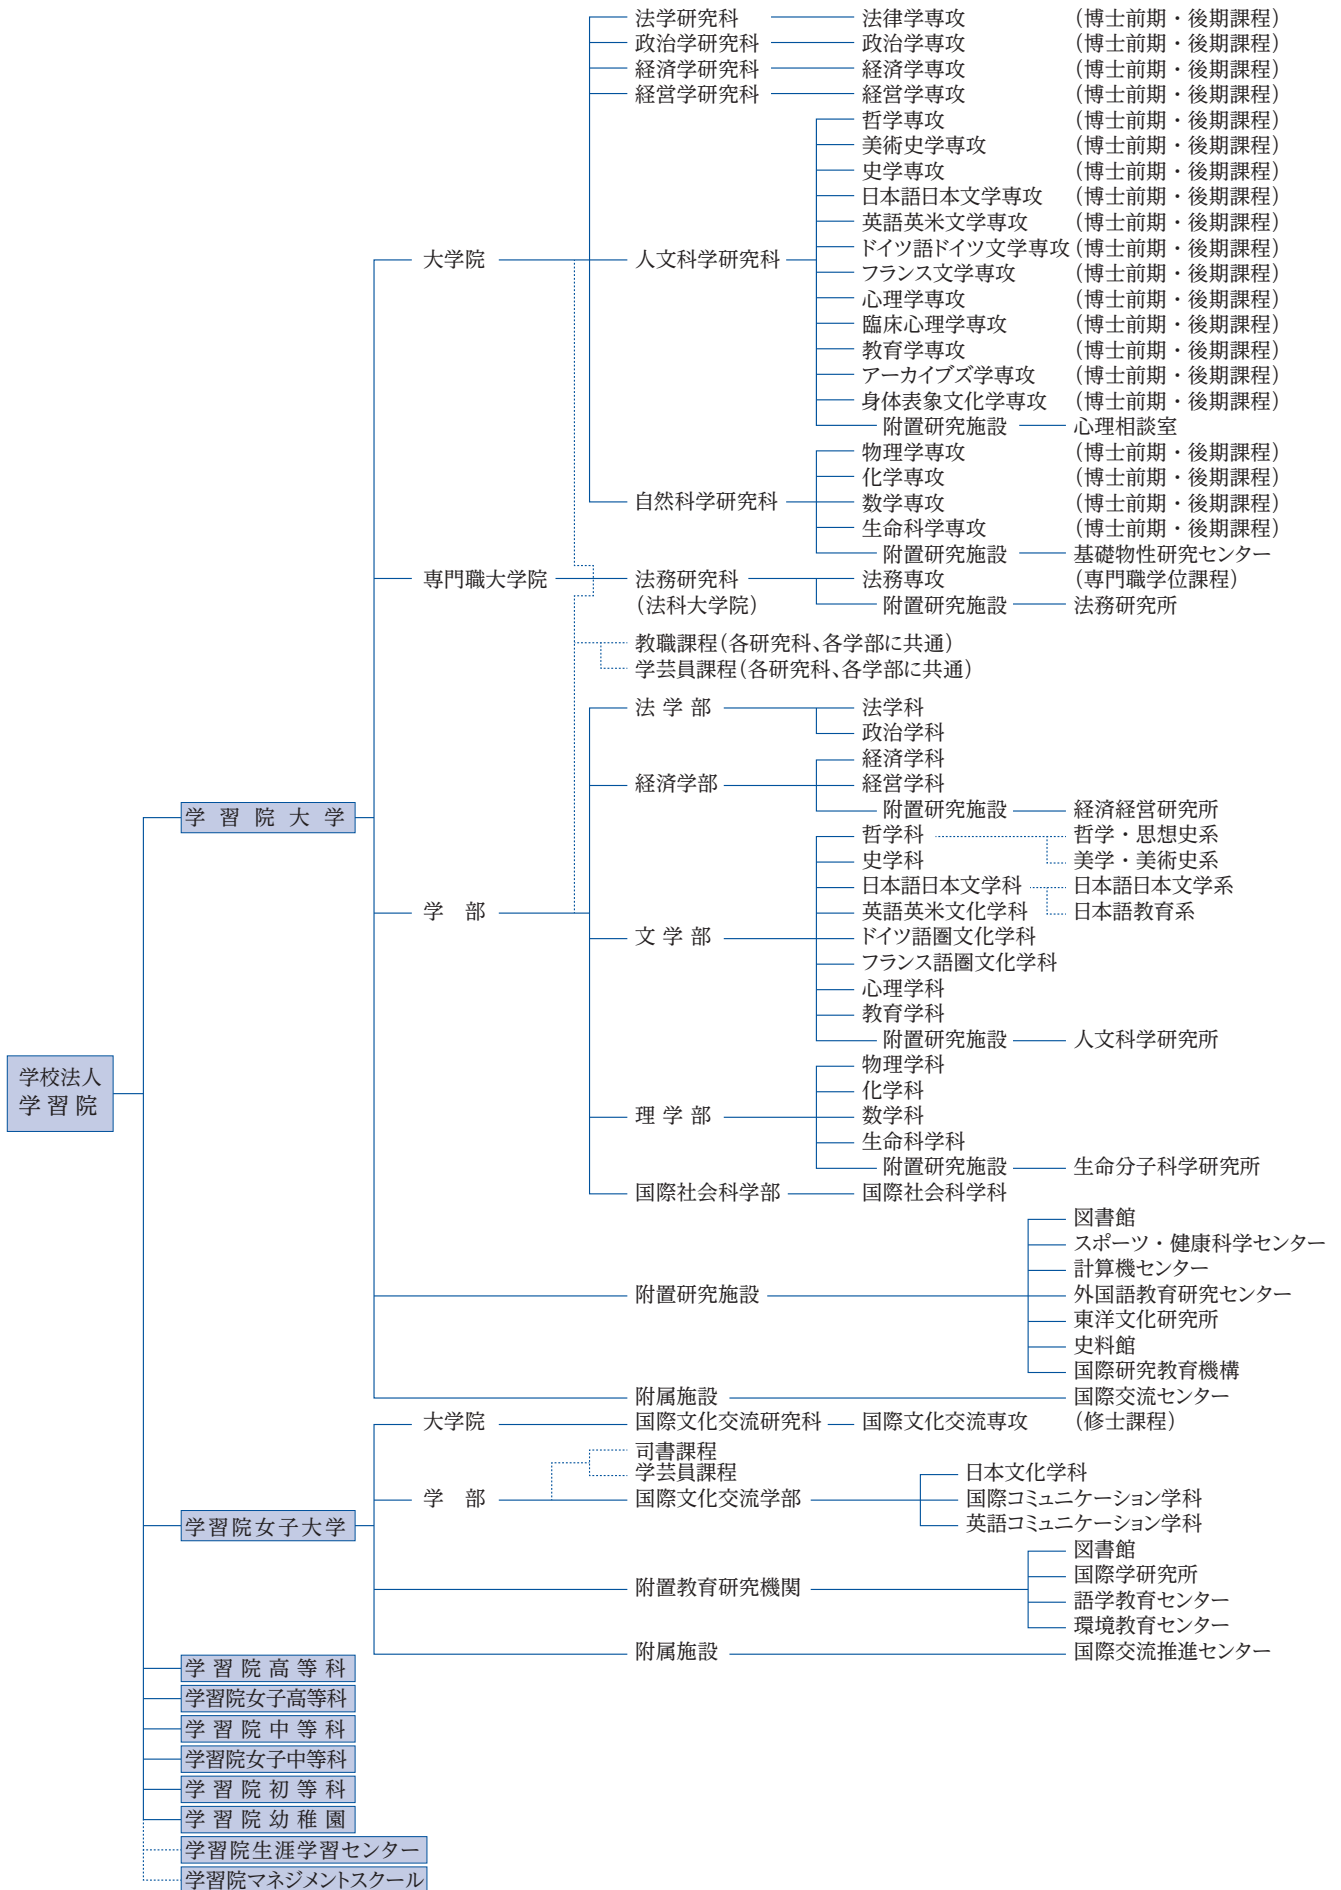 法学研究科 法律学専攻 (博士前期・後期課程)
政治学研究科 政治学専攻 (博士前期・後期課程)
経済学研究科 経済学専攻 (博士前期・後期課程)
経営学研究科 経営学専攻 (博士前期・後期課程)
哲学専攻 (博士前期・後期課程)
美術史学専攻 (博士前期・後期課程)
史学専攻 (博士前期・後期課程)
日本語日本文学専攻 (博士前期・後期課程)
英語英米文学専攻 (博士前期・後期課程)
ドイツ語ドイツ文学専攻 (博士前期・後期課程)
大学院 人文科学研究科
フランス文学専攻 (博士前期・後期課程)
心理学専攻 (博士前期・後期課程)
臨床心理学専攻 (博士前期・後期課程)
教育学専攻 (博士前期・後期課程)
アーカイブズ学専攻 (博士前期・後期課程)
身体表象文化学専攻 (博士前期・後期課程)
附置研究施設 心理相談室
物理学専攻 (博士前期・後期課程)
化学専攻 (博士前期・後期課程)
自然科学研究科 数学専攻 (博士前期・後期課程)
生命科学専攻 (博士前期・後期課程)
附置研究施設 基礎物性研究センター
専門職大学院 法務研究科 法務専攻 (専門職学位課程)
(法科大学院) 附置研究施設 法務研究所
教職課程(各研究科、各学部に共通)
学芸員課程(各研究科、各学部に共通)
法学部 法学科
政治学科
経済学科
経済学部 経営学科
附置研究施設 経済経営研究所
学習院大学
哲学科 哲学・思想史系
史学科 美学・美術史系
日本語日本文学科 日本語日本文学系
学部 英語英米文化学科 日本語教育系
文学部 ドイツ語圏文化学科
フランス語圏文化学科
心理学科
教育学科
附置研究施設 人文科学研究所
物理学科
学校法人
学習院
化学科
理学部 数学科
生命科学科
附置研究施設 生命分子科学研究所
国際社会科学部 国際社会科学科
図書館
スポーツ・健康科学センター
計算機センター
附置研究施設 外国語教育研究センター
東洋文化研究所
史料館
国際研究教育機構
附属施設 国際交流センター
大学院 国際文化交流研究科 国際文化交流専攻 (修士課程)
司書課程
学芸員課程 日本文化学科
学部 国際文化交流学部 国際コミュニケーション学科
英語コミュニケーション学科
学習院女子大学
図書館
国際学研究所
附置教育研究機関
語学教育センター
環境教育センター
附属施設 国際交流推進センター
学習院高等科
学習院女子高等科
学習院中等科
学習院女子中等科
学習院初等科
学習院幼稚園
学習院生涯学習センター
学習院マネジメントスクール